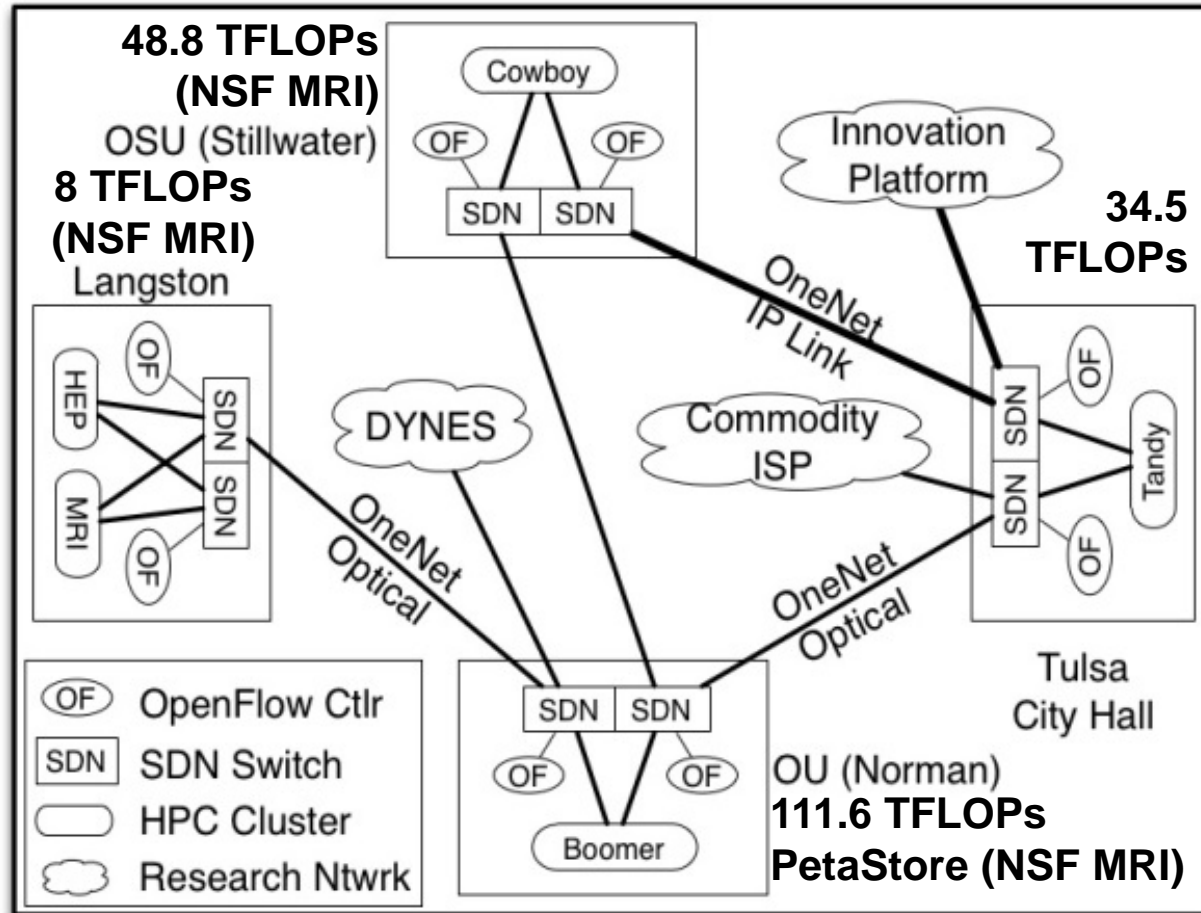 48.8 TFLOPs
(NSF MRI)
OSU (Stillwater)
Cowboy
OF
OF
SDN
SDN
Innovation
Platform
8 TFLOPs
(NSF MRI)
Langston
34.5
TFLOPs
OneNet
IP Link
HEP
MRI
OF
SDN
SDN
OF
DYNES
Commodity
ISP
OF
SDN
SDN
OF
Tandy
OneNet
Optical
OneNet
Optical
Tulsa
City Hall
SDN
SDN
OF
OF
Boomer
OU (Norman)
111.6 TFLOPs
PetaStore (NSF MRI)
OF OpenFlow Ctlr
SDN SDN Switch
HPC Cluster
Research Ntwrk